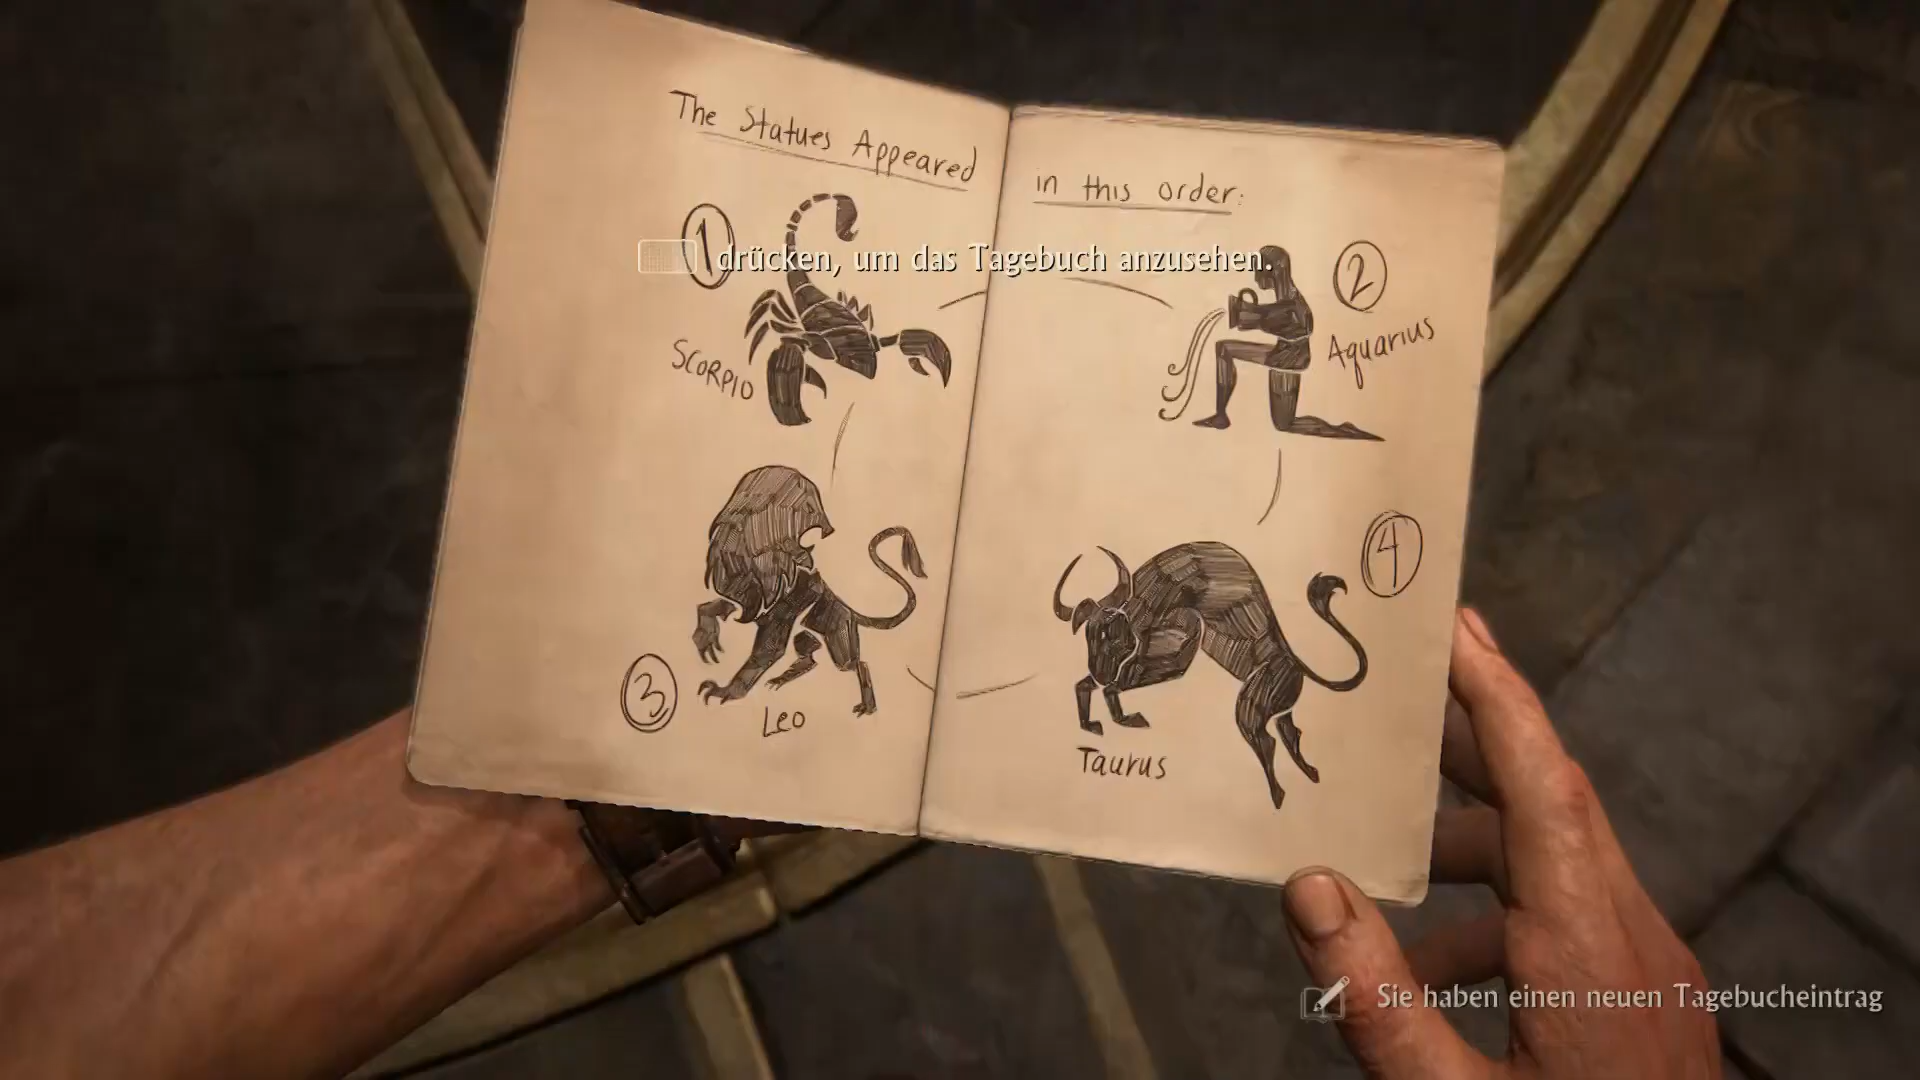 The Statues Appeared
in this order:
1
drücken, um das Tagebuch anzusehen.
2
Scorpio
Aquarius
3
Leo
4
Taurus
Sie haben einen neuen Tagebucheintrag